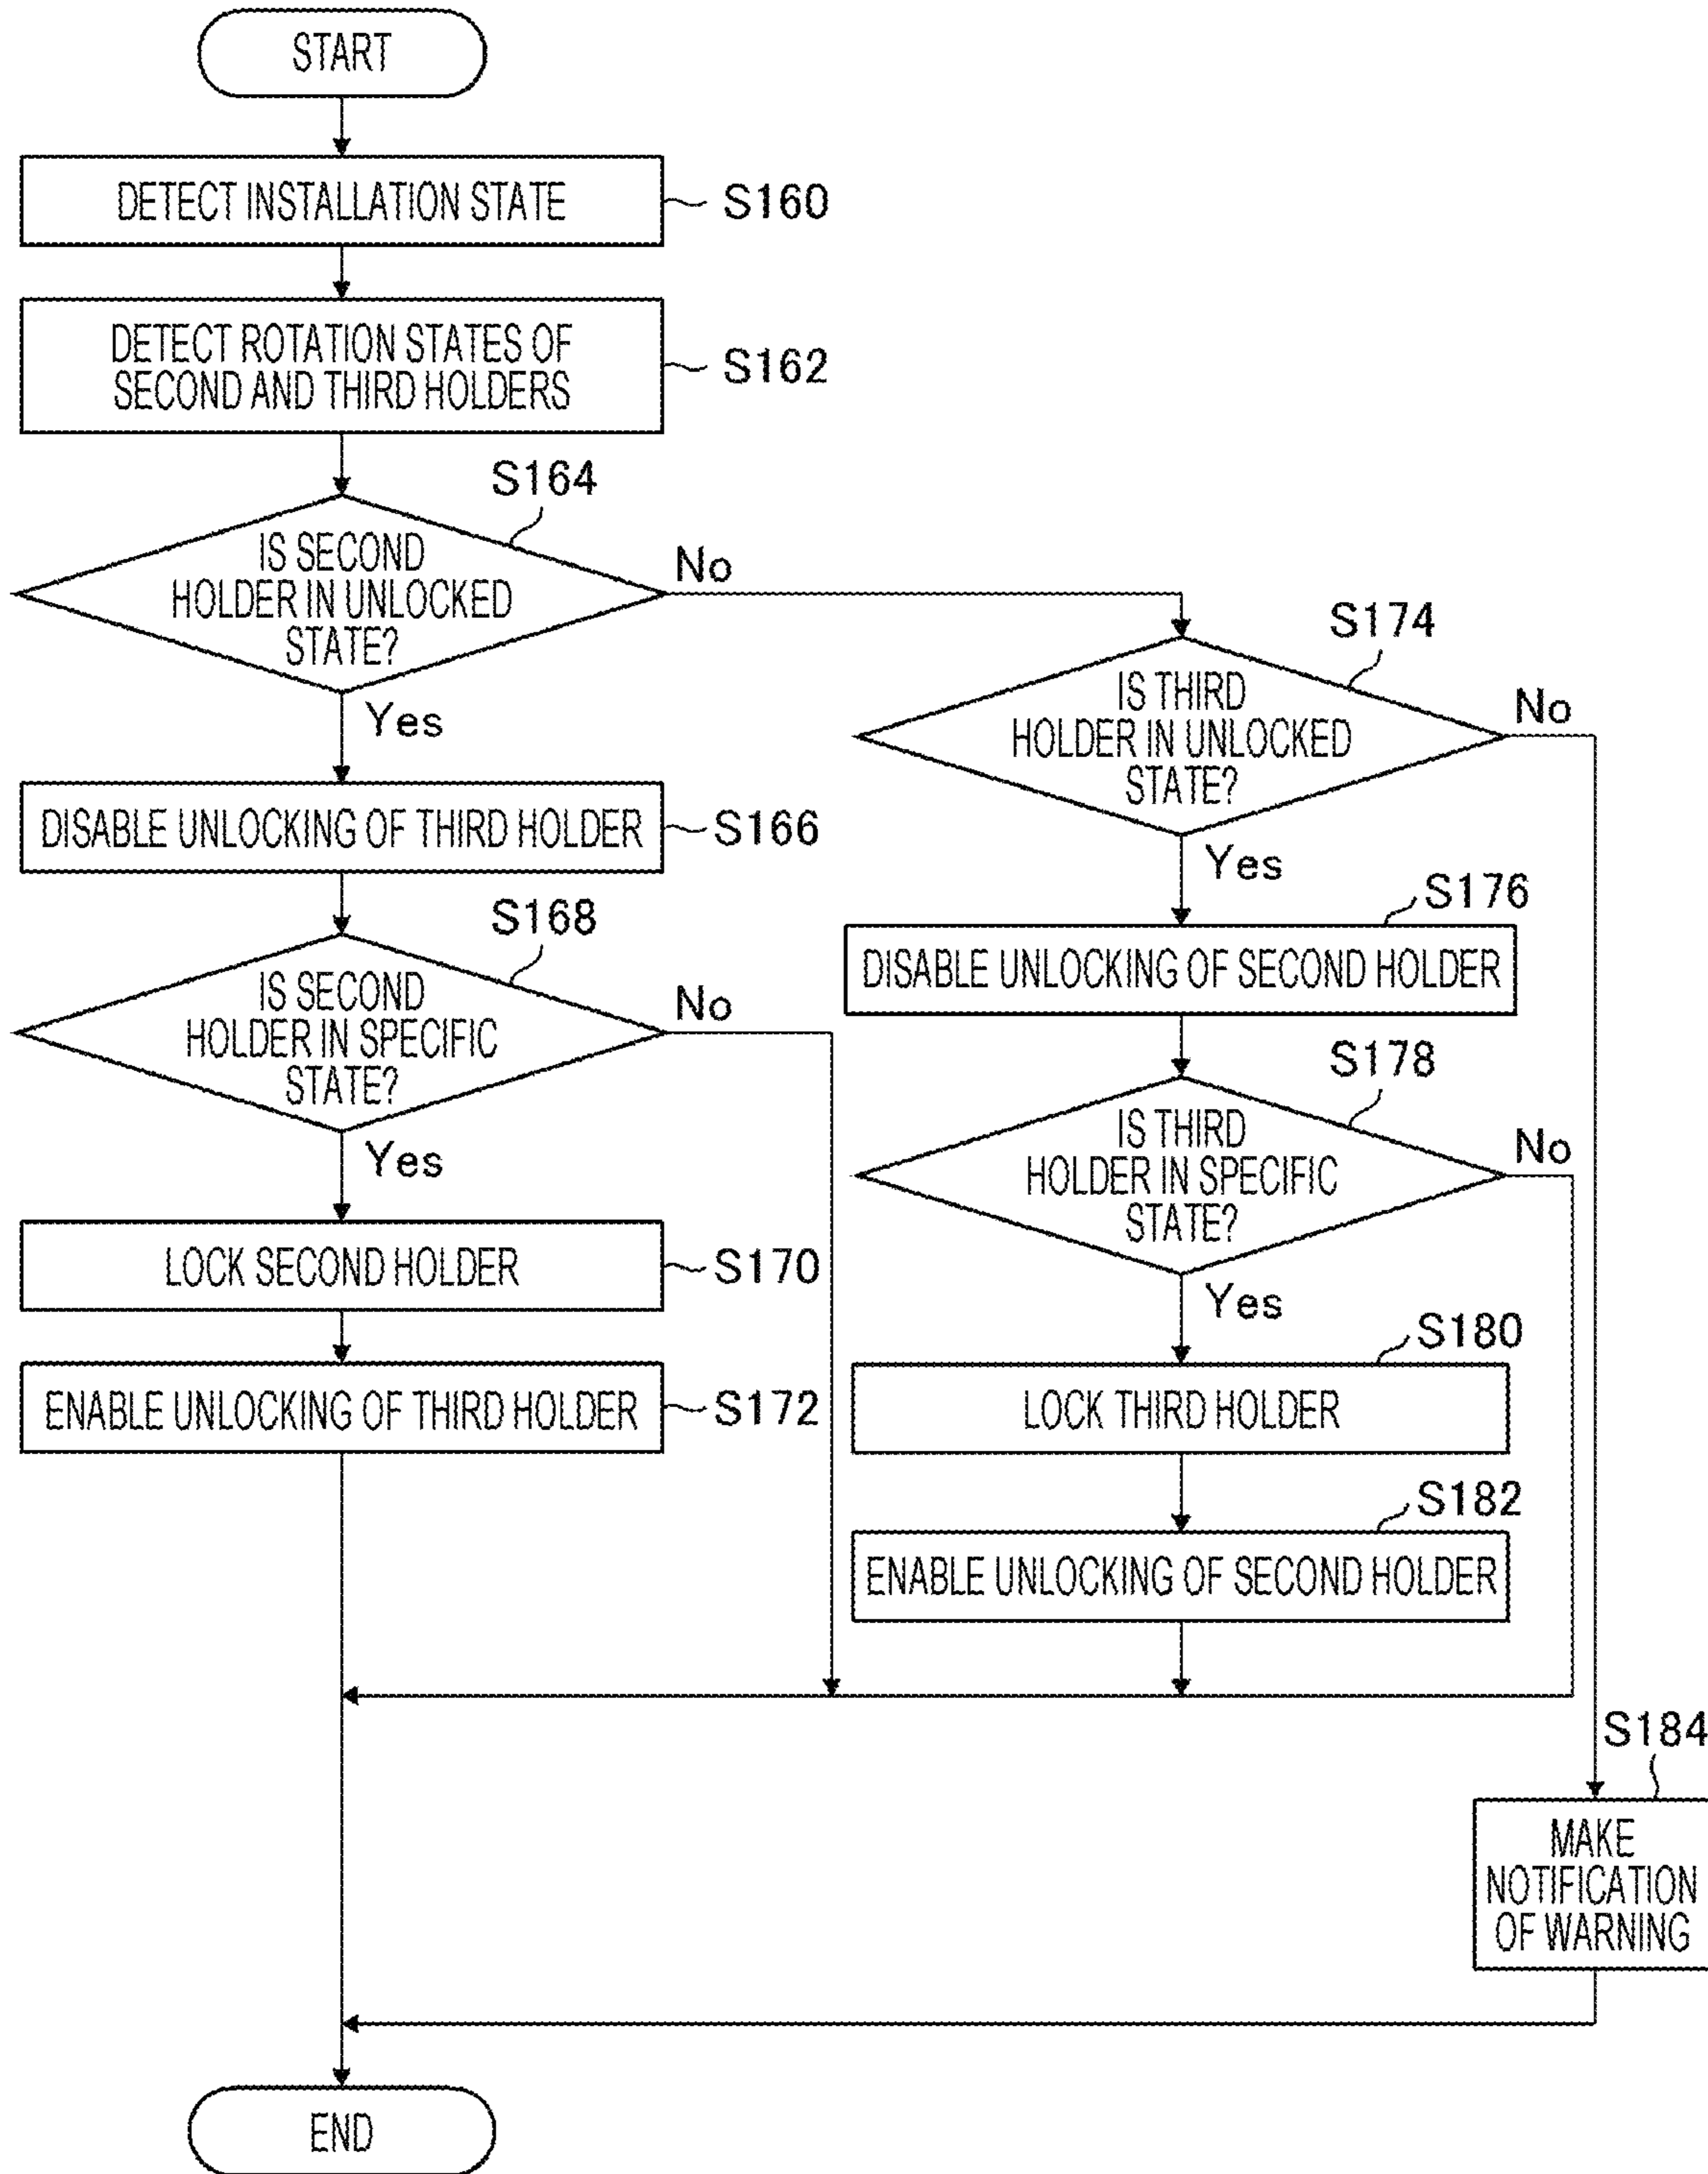 START
DETECT INSTALLATION STATE
S160
DETECT ROTATION STATES OF
SECOND AND THIRD HOLDERS
S162
S164
IS SECOND
HOLDER IN UNLOCKED
STATE?
No
Yes
DISABLE UNLOCKING OF THIRD HOLDER
S166
S168
IS SECOND
HOLDER IN SPECIFIC
STATE?
No
Yes
LOCK SECOND HOLDER
S170
ENABLE UNLOCKING OF THIRD HOLDER
S172
S174
IS THIRD
HOLDER IN UNLOCKED
STATE?
No
Yes
S176
DISABLE UNLOCKING OF SECOND HOLDER
S178
IS THIRD
HOLDER IN SPECIFIC
STATE?
No
Yes
S180
LOCK THIRD HOLDER
S182
ENABLE UNLOCKING OF SECOND HOLDER
S184
MAKE
NOTIFICATION
OF WARNING
END